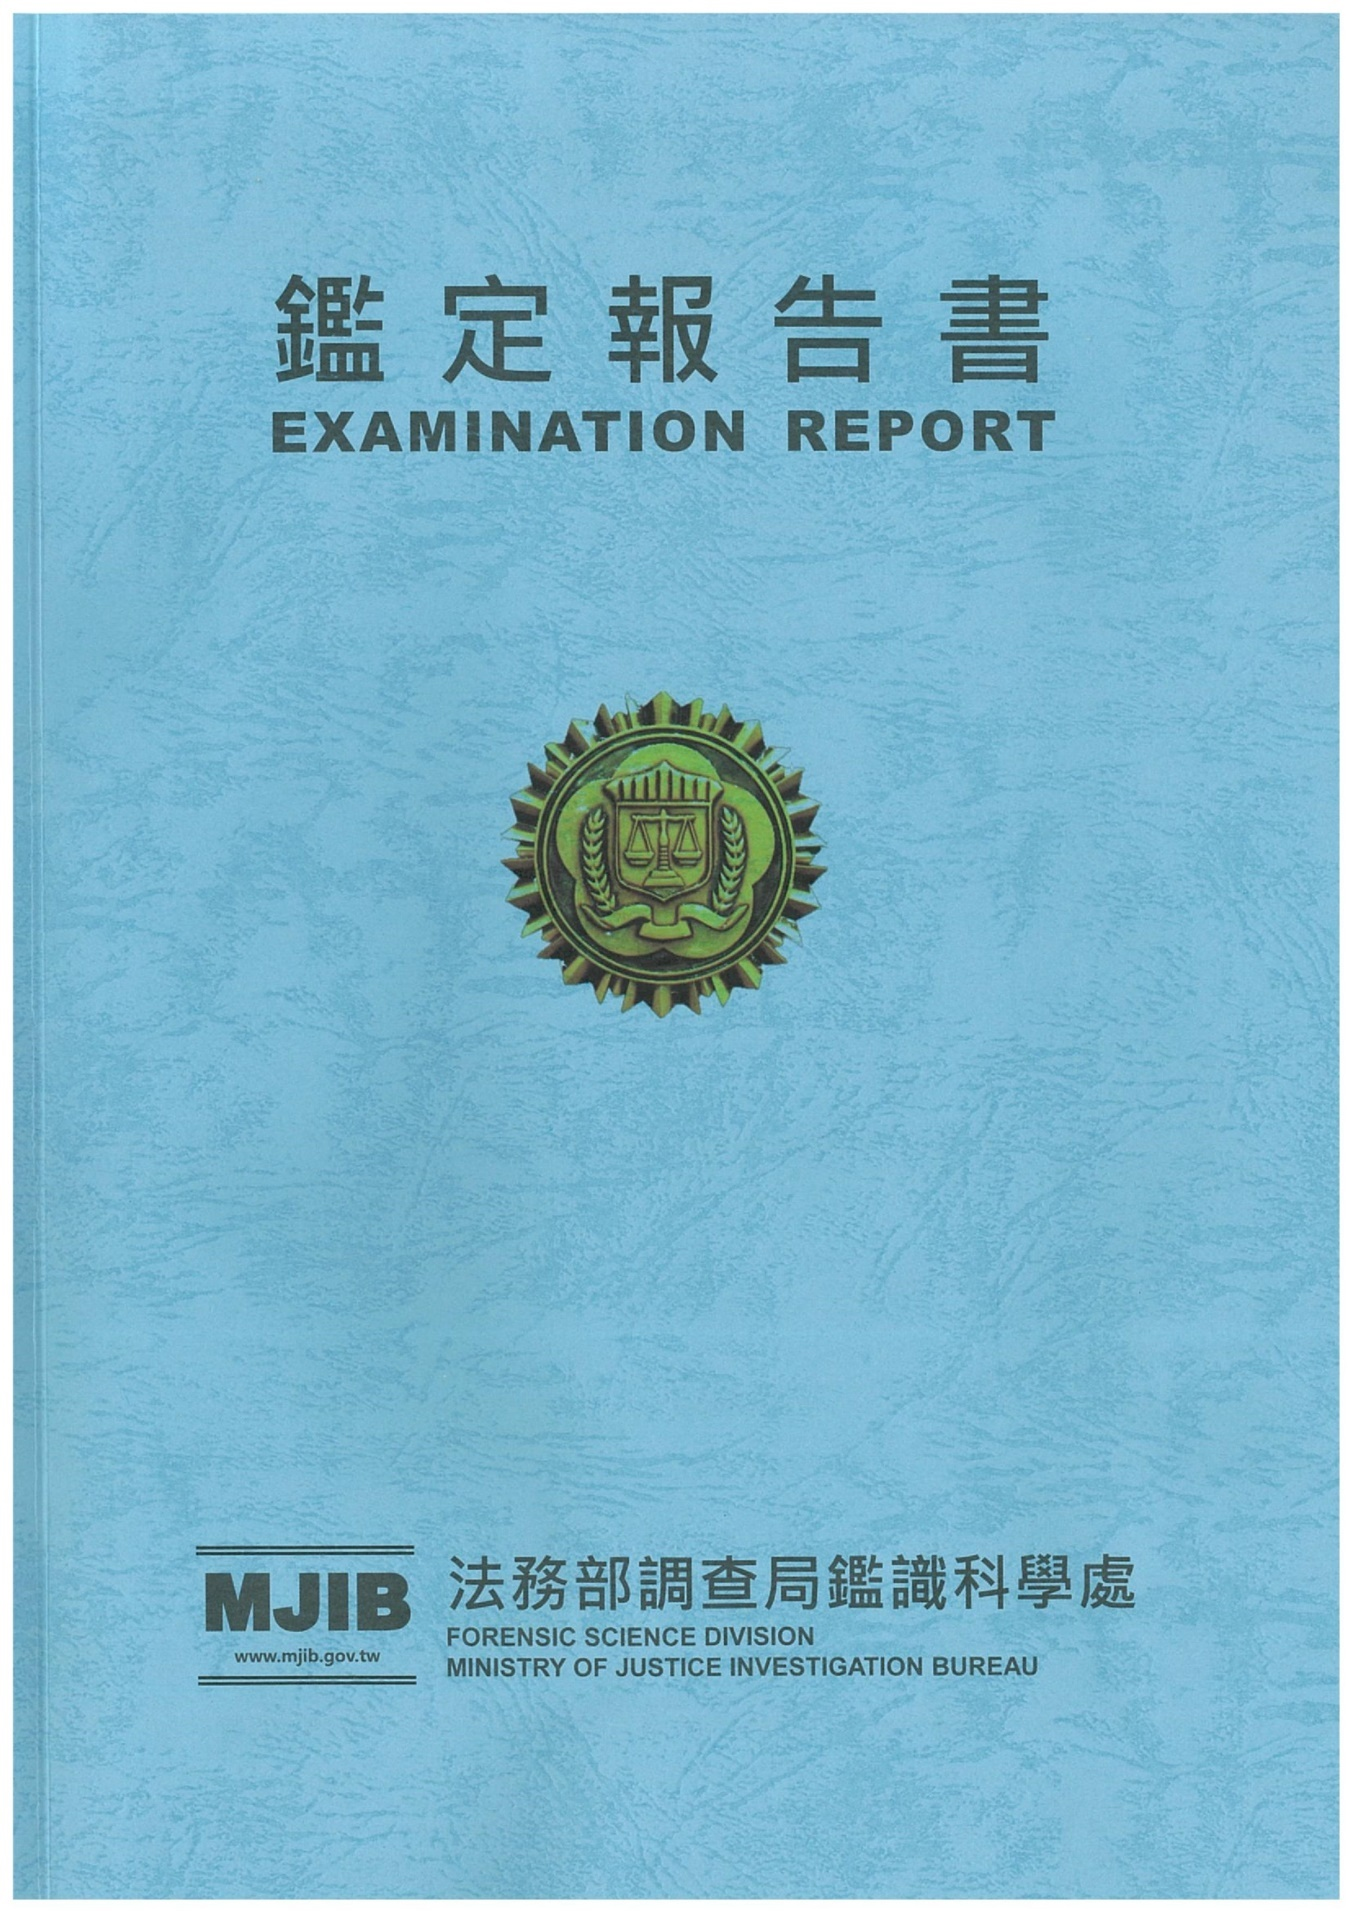 鑑定報告書
EXAMINATION REPORT
MJIB
www.mjib.gov.tw
法務部調查局鑑識科學處
FORENSIC SCIENCE DIVISION
MINISTRY OF JUSTICE INVESTIGATION BUREAU